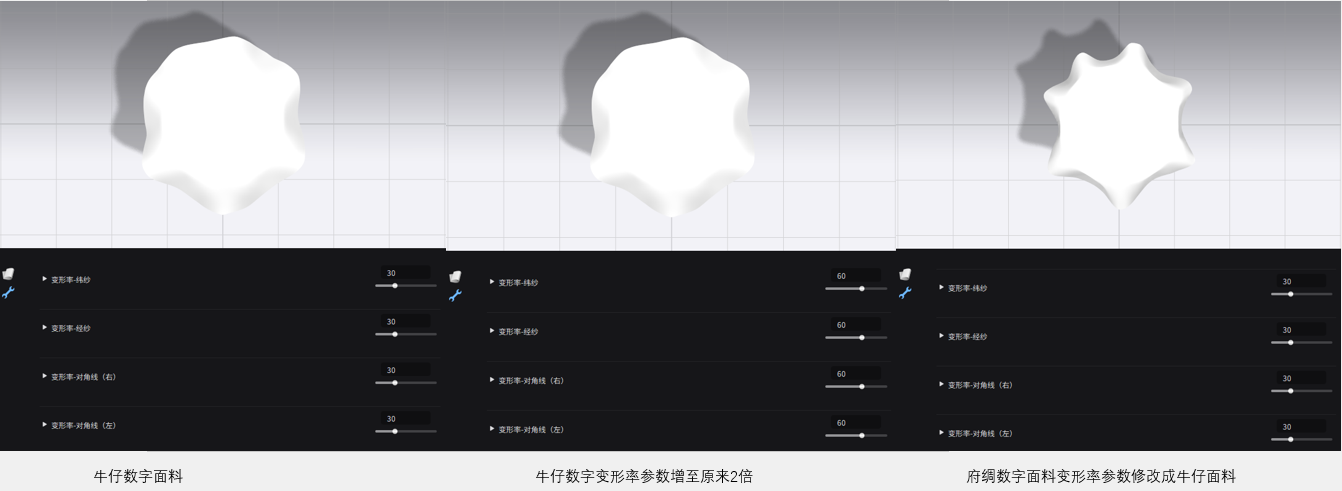 变形率-纬纱
30
变形率-经纱
30
变形率-对角线（右）
30
变形率-对角线（左）
30
牛仔数字面料
变形率-纬纱
60
变形率-经纱
60
变形率-对角线（右）
60
变形率-对角线（左）
60
牛仔数字变形率参数增至原来2倍
变形率-纬纱
30
变形率-经纱
30
变形率-对角线（右）
30
变形率-对角线（左）
30
府绸数字面料变形率参数修改成牛仔面料